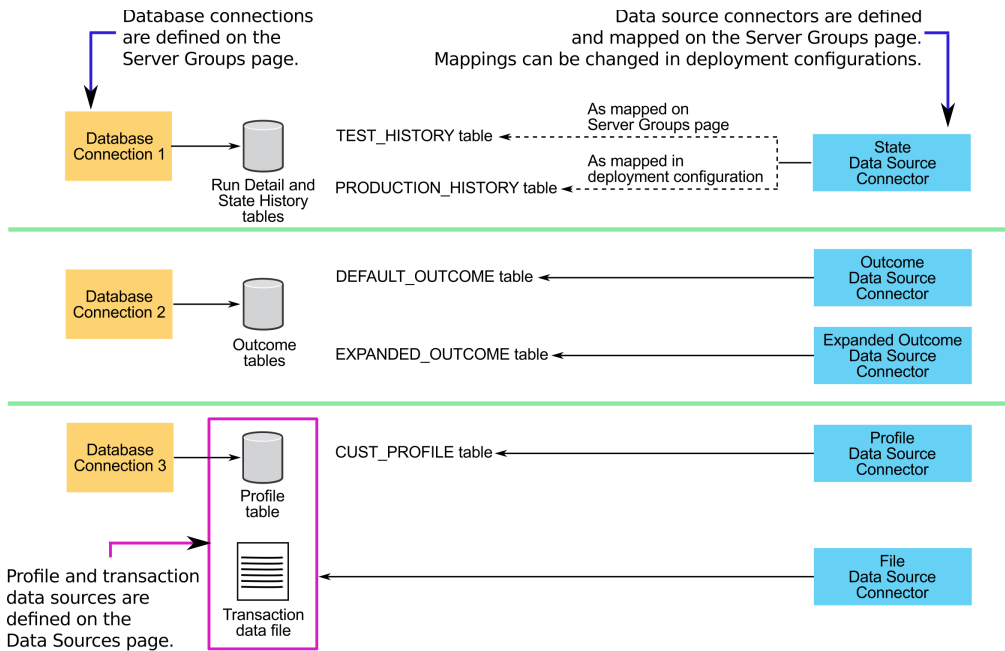 Database connections
are defined on the
Server Groups page.
Data source connectors are defined
and mapped on the Server Groups page.
Mappings can be changed in deployment configurations.
Database
Connection 1
Run Detail and
State History
tables
TEST_HISTORY table
PRODUCTION_HISTORY table
As mapped on
Server Groups page
As mapped in
deployment configuration
State
Data Source
Connector
Database
Connection 2
Outcome
tables
DEFAULT_OUTCOME table
EXPANDED_OUTCOME table
Outcome
Data Source
Connector
Expanded Outcome
Data Source
Connector
Database
Connection 3
Profile
table
CUST_PROFILE table
Profile
Data Source
Connector
Profile and transaction
data sources are
defined on the
Data Sources page.
Transaction
data file
File
Data Source
Connector